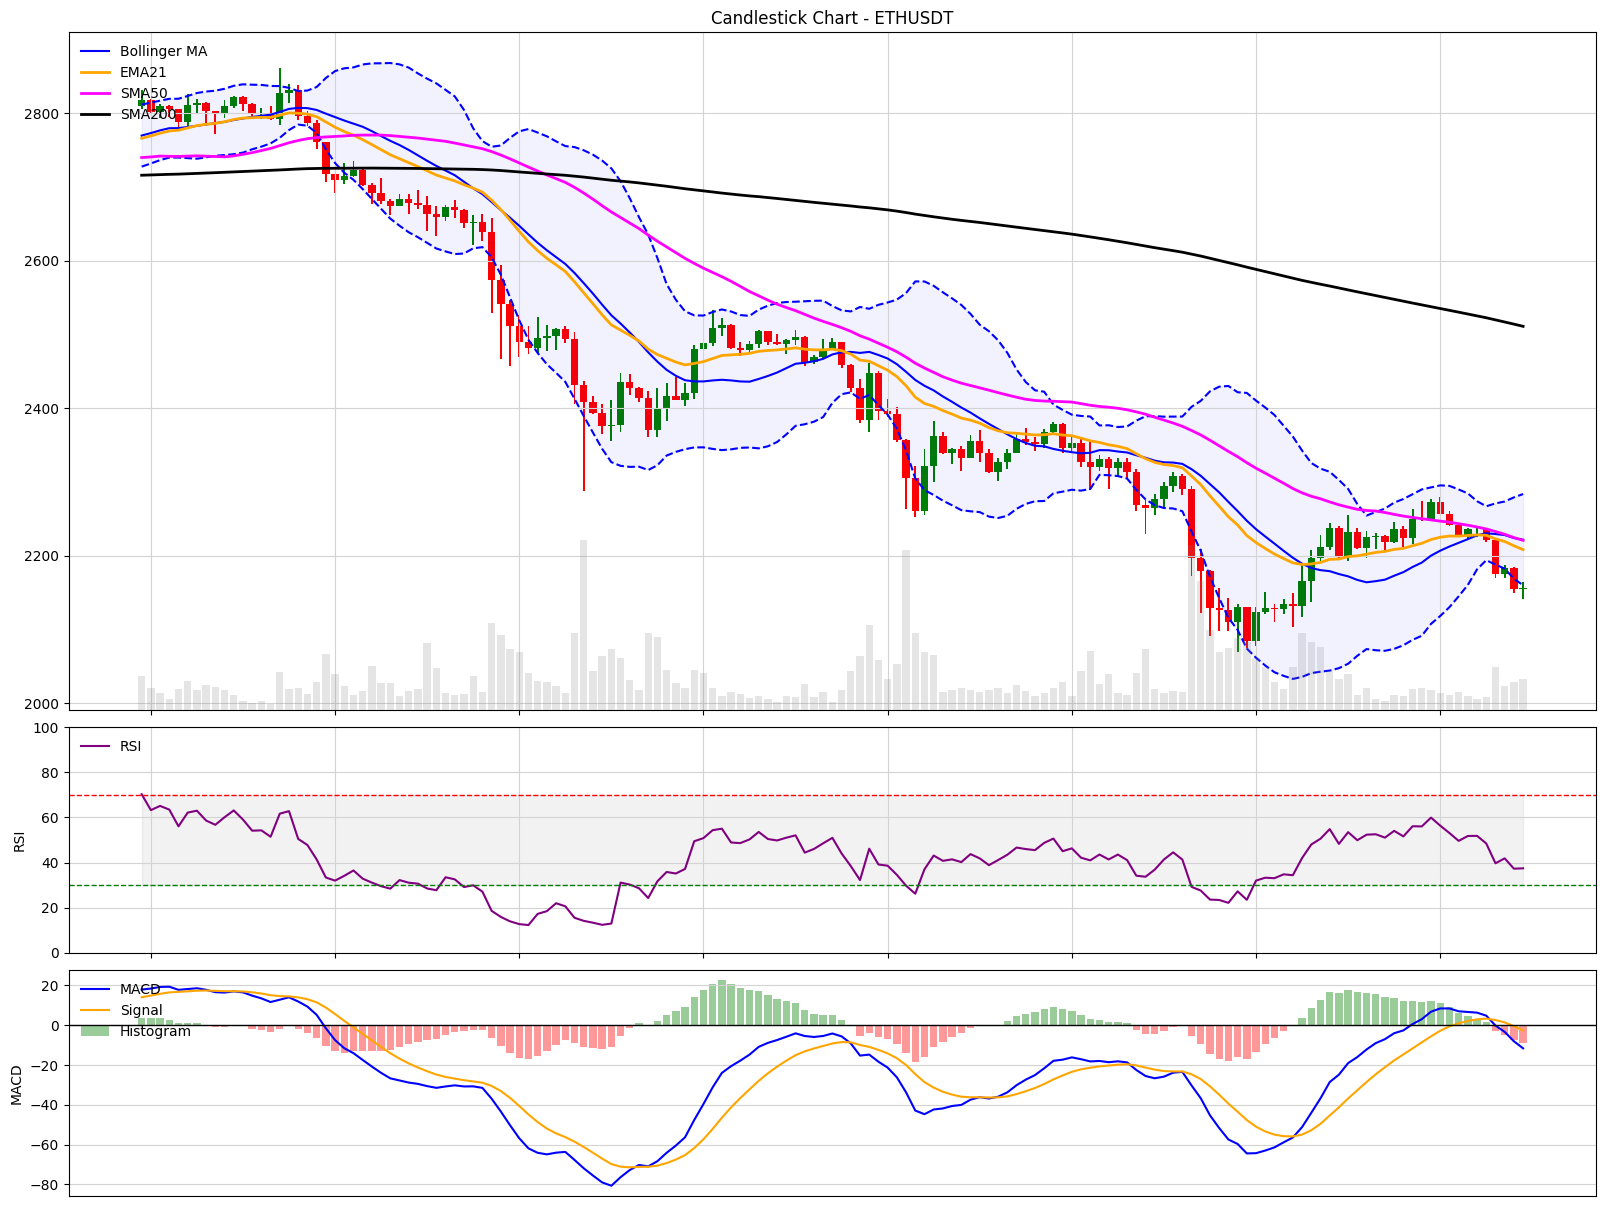 Candlestick Chart - ETHUSDT
Bollinger MA
EMA21
SMA50
SMA200
2800
2600
2400
2200
2000
RSI
100
80
60
40
20
0
RSI
MACD
Signal
Histogram
20
0
−20
−40
−60
−80
MACD